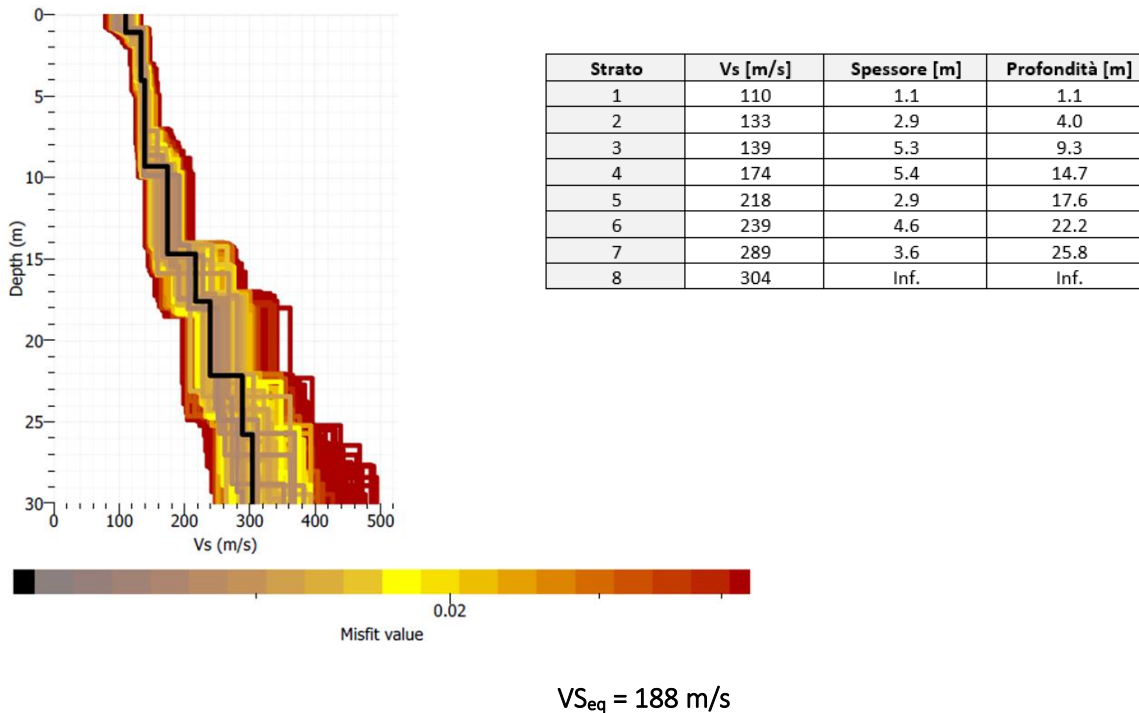 0
5
10
15
20
25
30
Depth (m)
0 100 200 300 400 500
Vs (m/s)
0.02
Misfit value
Strato Vs [m/s] Spessore [m] Profondità [m]
1 110 1.1 1.1
2 133 2.9 4.0
3 139 5.3 9.3
4 174 5.4 14.7
5 218 2.9 17.6
6 239 4.6 22.2
7 289 3.6 25.8
8 304 Inf. Inf.
VSeq = 188 m/s